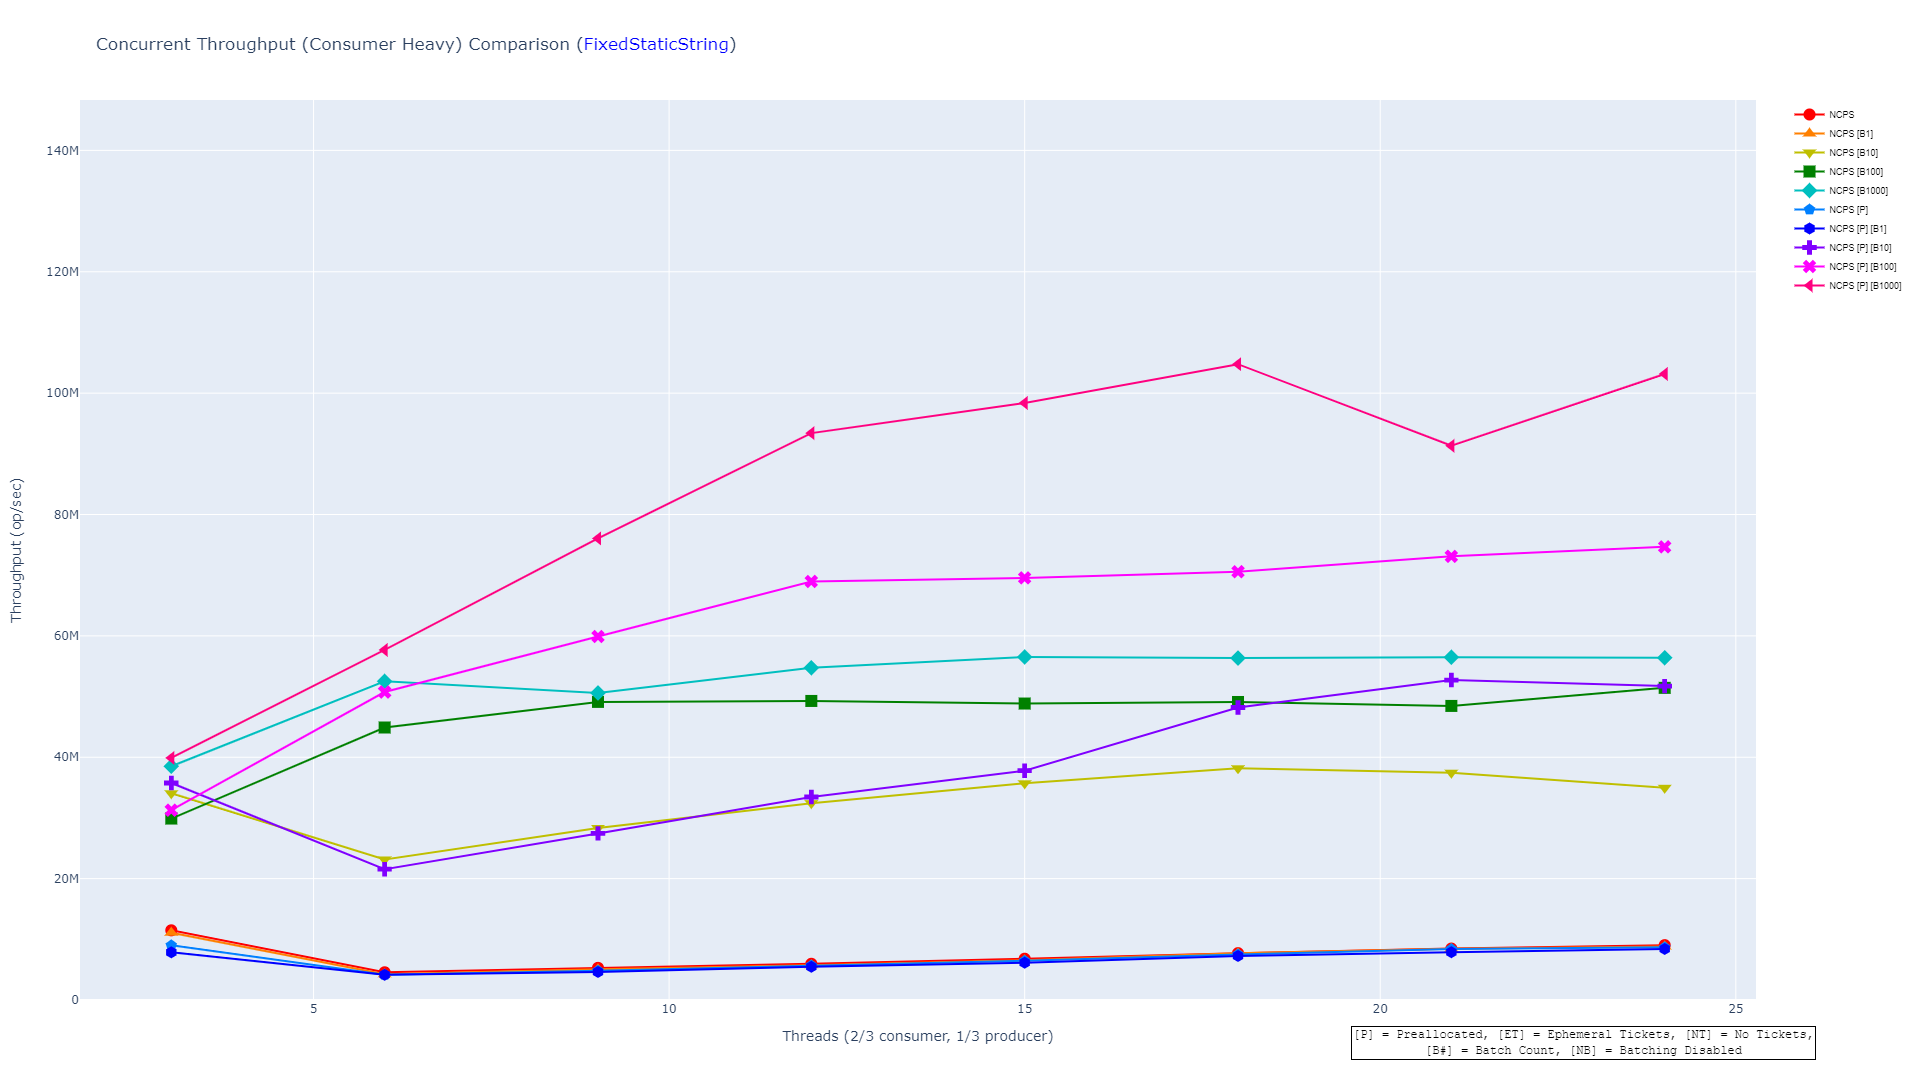 Concurrent Throughput (Consumer Heavy) Comparison (FixedStaticString)
Throughput (op/sec)
140M
120M
100M
80M
60M
40M
20M
0
5
10
15
20
25
Threads (2/3 consumer, 1/3 producer)
NCPS
NCPS [B1]
NCPS [B10]
NCPS [B100]
NCPS [B1000]
NCPS [P]
NCPS [P] [B1]
NCPS [P] [B10]
NCPS [P] [B100]
NCPS [P] [B1000]
[P] = Preallocated, [ET] = Ephemeral Tickets, [NT] = No Tickets,
[B#] = Batch Count, [NB] = Batching Disabled